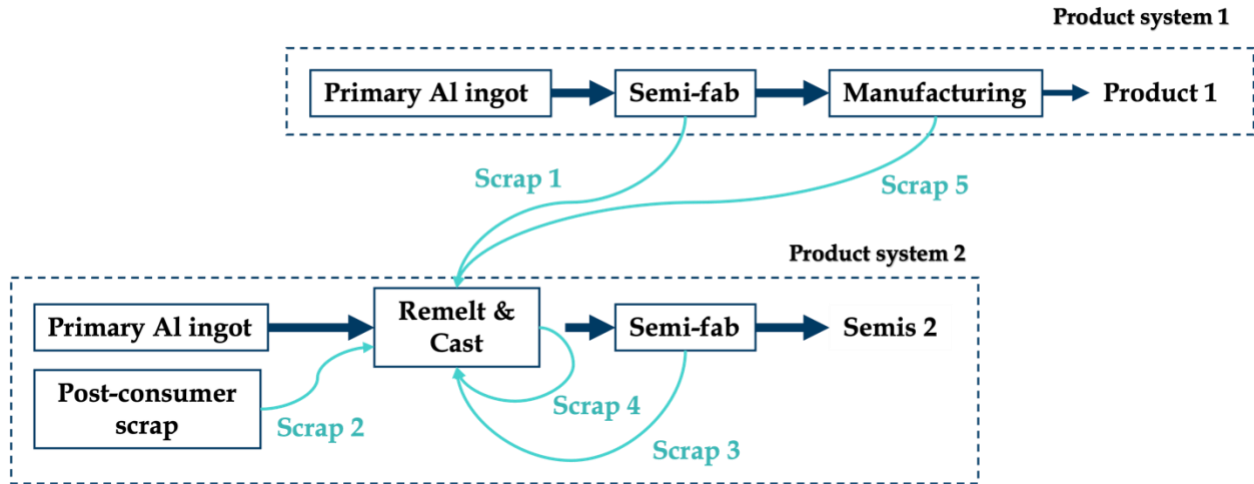 Product system 1
Primary Al ingot
Semi-fab
Manufacturing
Product 1
Scrap 1
Scrap 5
Product system 2
Primary Al ingot
Remelt &
Cast
Semi-fab
Semis 2
Post-consumer
scrap
Scrap 2
Scrap 4
Scrap 3